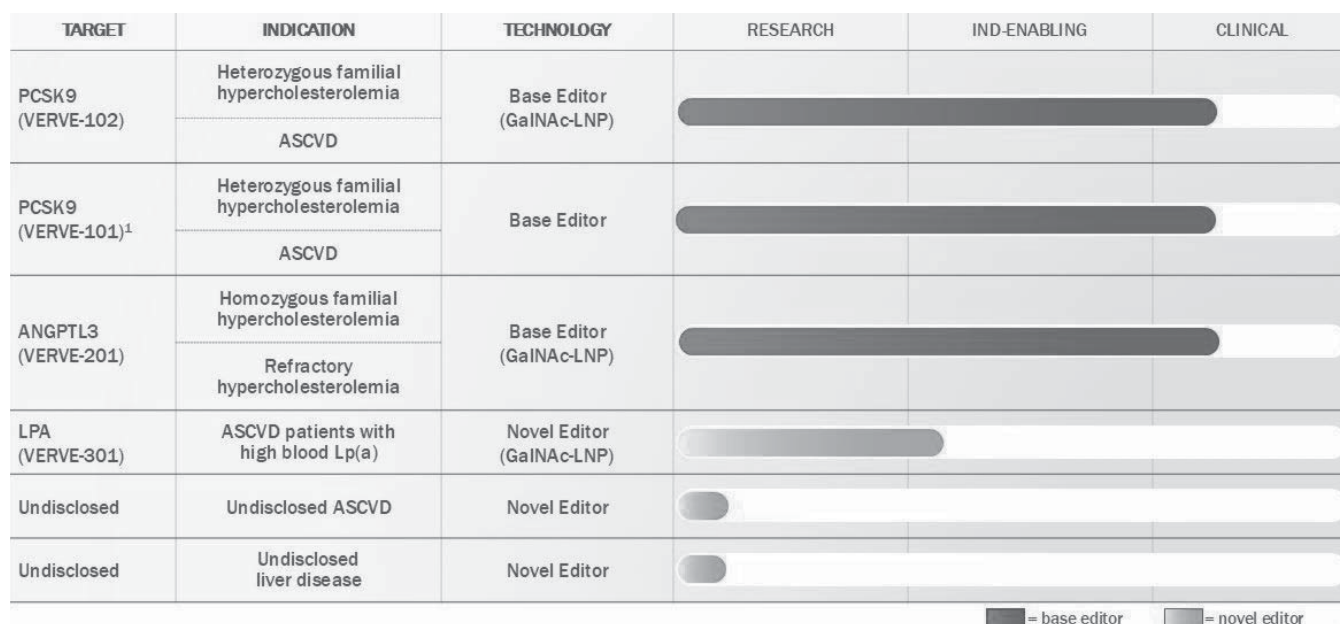 TARGET INDICATION TECHNOLOGY RESEARCH IND-ENABLING CLINICAL
PCSK9
(VERVE-102)
Heterozygous familial
hypercholesterolemia
ASCVD
Base Editor
(GalNAc-LNP)
PCSK9
(VERVE-101)¹
Heterozygous familial
hypercholesterolemia
ASCVD
Base Editor
ANGPTL3
(VERVE-201)
Homozygous familial
hypercholesterolemia
Refractory
hypercholesterolemia
Base Editor
(GalNAc-LNP)
LPA
(VERVE-301)
ASCVD patients with
high blood Lp(a)
Novel Editor
(GalNAc-LNP)
Undisclosed
Undisclosed ASCVD
Novel Editor
Undisclosed
Undisclosed
liver disease
Novel Editor
= base editor = novel editor